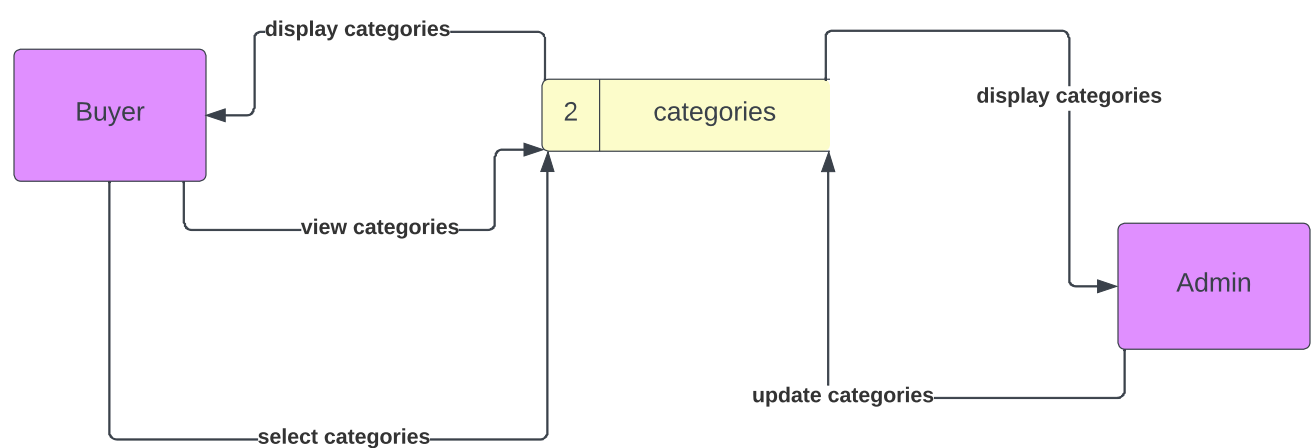 display categories
Buyer
2
categories
display categories
view categories
Admin
update categories
select categories